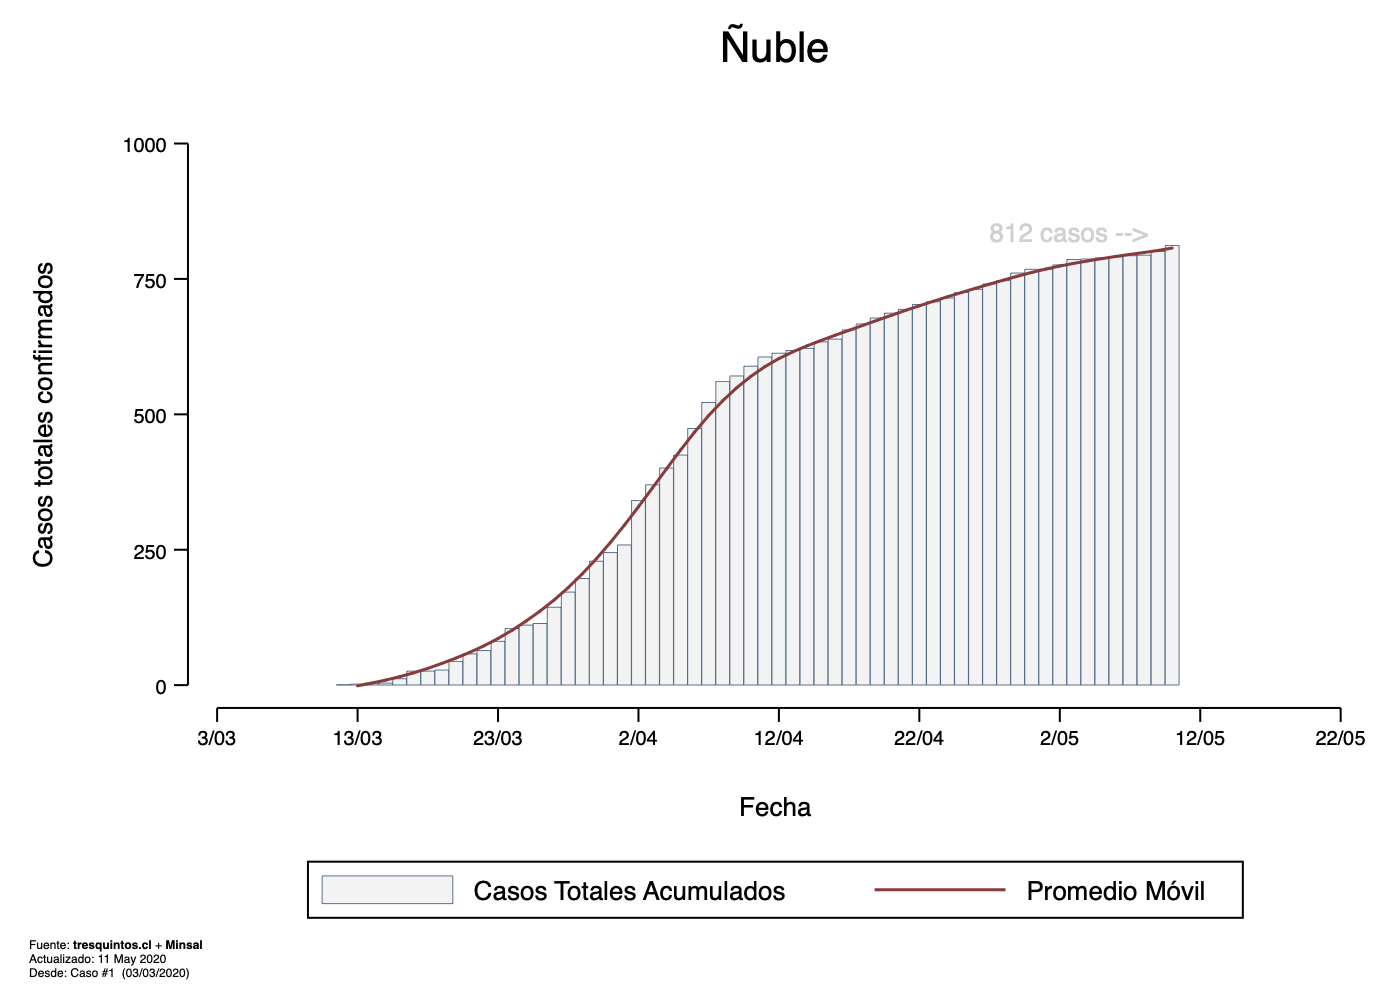 Ñuble
1000
750
500
250
0
Casos totales confirmados
812 casos -->
3/03 13/03 23/03 2/04 12/04 22/04 2/05 12/05 22/05
Fecha
Casos Totales Acumulados Promedio Móvil
Fuente: tresquintos.cl + Minsal
Actualizado: 11 May 2020
Desde: Caso #1 (03/03/2020)